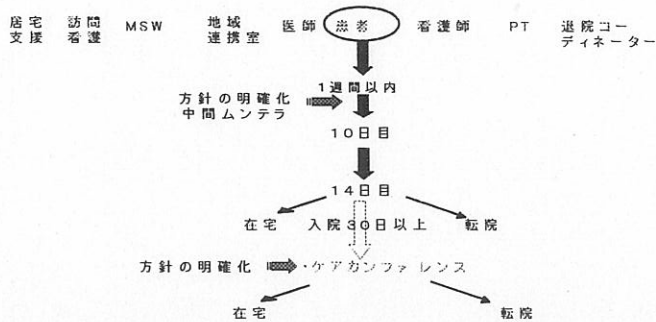 居宅支援 訪問看護 MSW 地域連携室 医師 患者 看護師 PT 退院コーディネーター
1週間以内
方針の明確化
中間ムンテラ
10日目
14日目
在宅 入院30日以上 転院
方針の明確化 ・ケアカンファレンス
在宅 転院